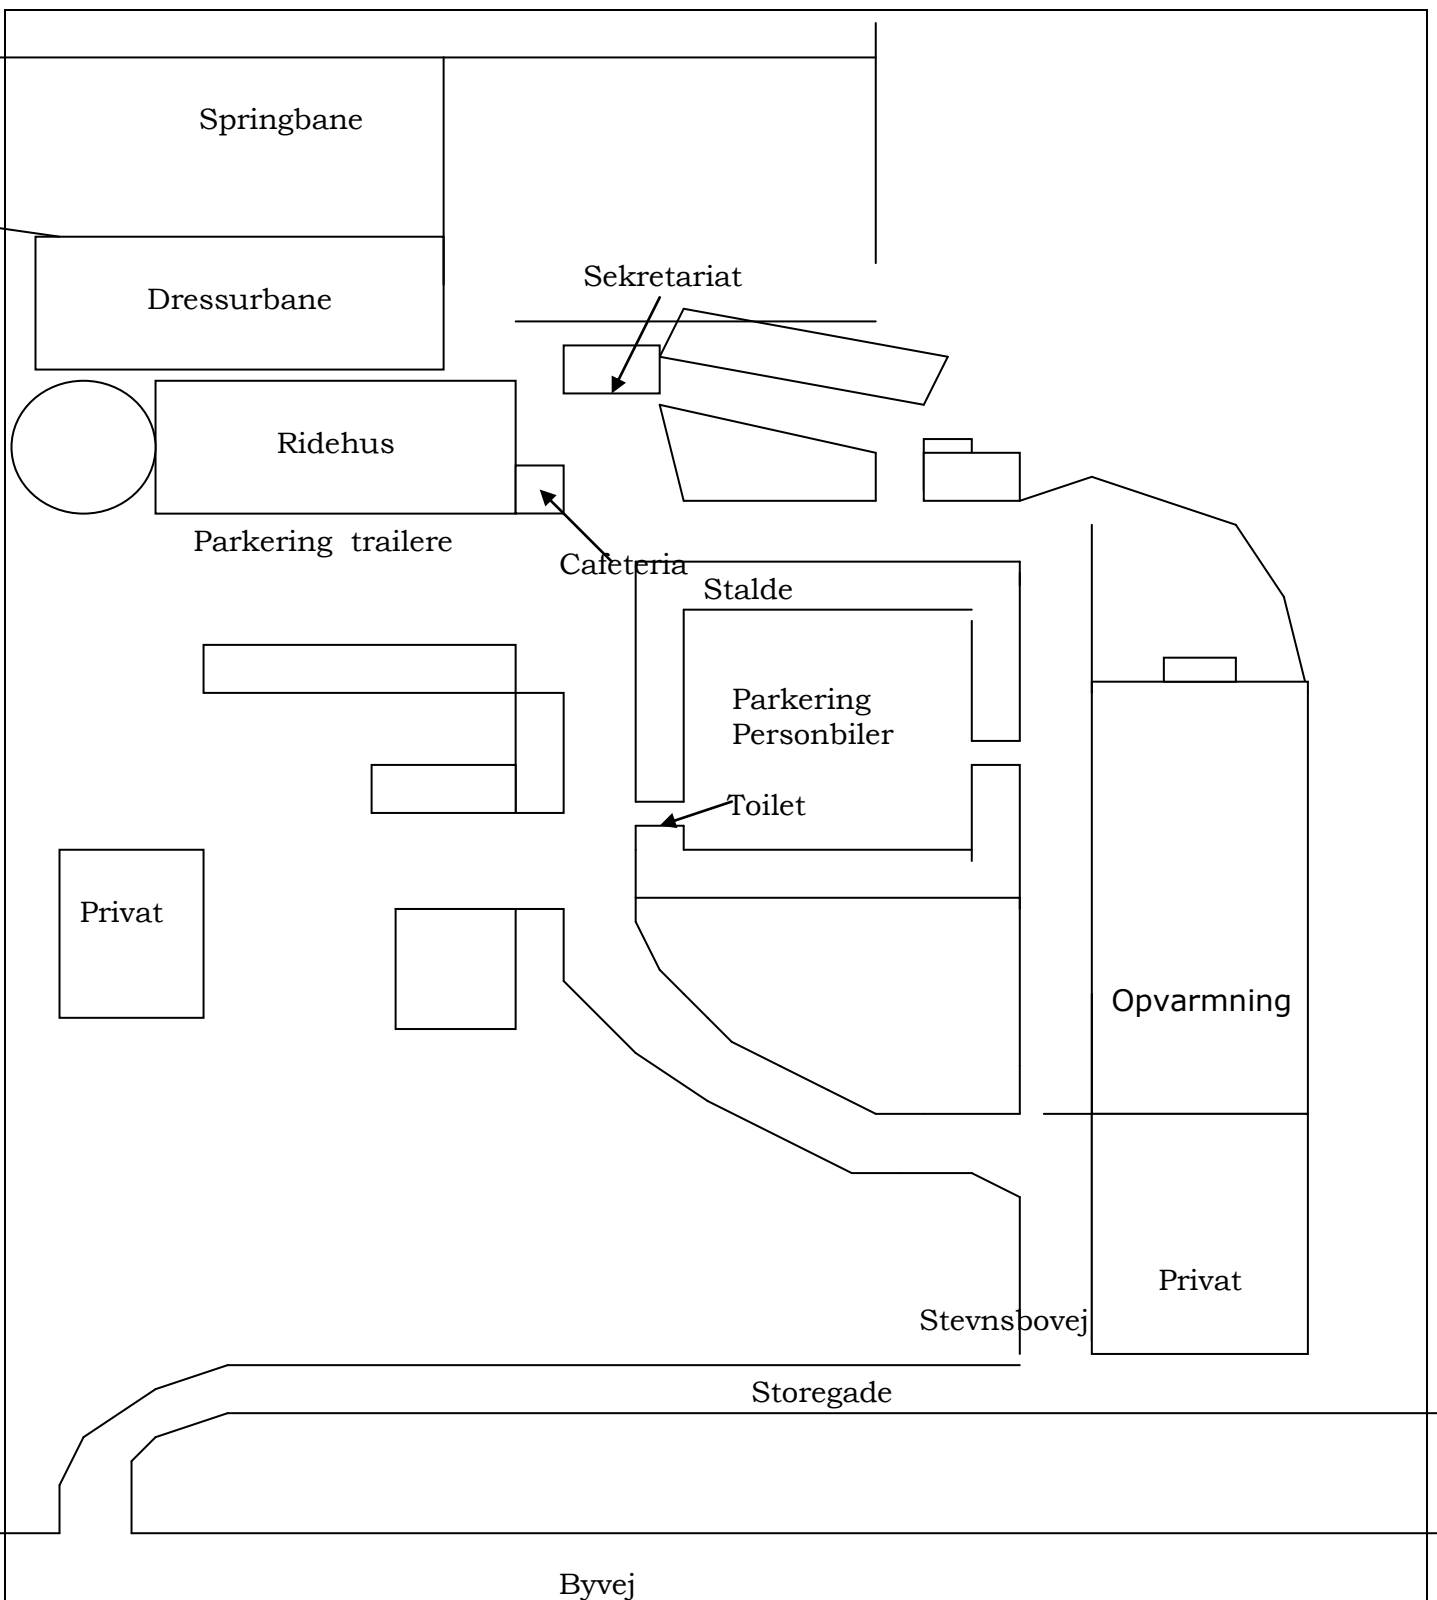 Springbane
Sekretariat
Dressurbane
Ridehus
Parkering trailere
Cafeteria
Stalde
Parkering
Personbiler
Toilet
Privat
Opvarmning
Privat
Stevnsbovej
Storegade
Byvej